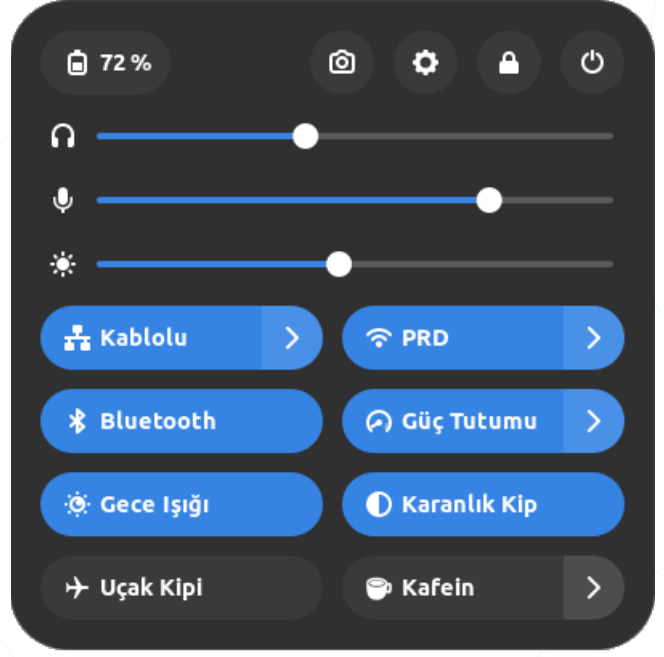 72 %
Kablolu
PRD
Bluetooth
Güç Tutumu
Gece Işığı
Karanlık Kip
Uçak Kipi
Kafein